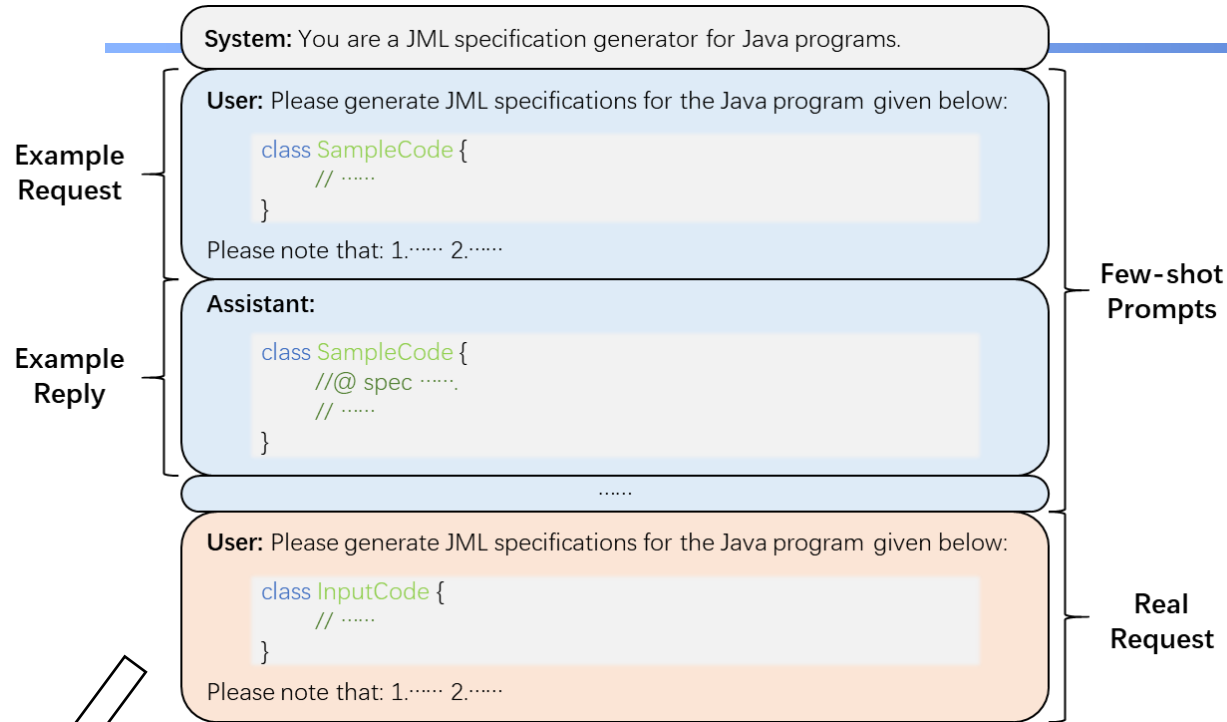 System: You are a JML specification generator for Java programs.
User: Please generate JML specifications for the Java program given below:
class SampleCode {
// ······
}
Please note that: 1.······ 2.······
Example
Request
Assistant:
class SampleCode {
//@ spec ······.
// ······
}
Example
Reply
······
Few-shot
Prompts
User: Please generate JML specifications for the Java program given below:
class InputCode {
// ······
}
Please note that: 1.······ 2.······
Real
Request